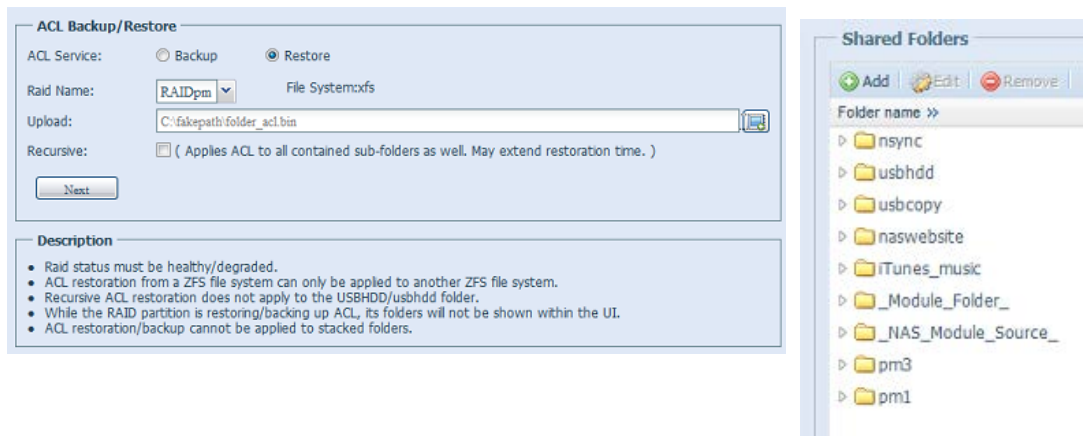 ACL Backup/Restore
ACL Service: Backup Restore
Raid Name: RAIDpm File System:xfs
Upload: C:\fakepath\folder_acl.bin
Recursive: ( Applies ACL to all contained sub-folders as well. May extend restoration time. )
Next
Description
• Raid status must be healthy/degraded.
• ACL restoration from a ZFS file system can only be applied to another ZFS file system.
• Recursive ACL restoration does not apply to the USBHDD/usbhdd folder.
• While the RAID partition is restoring/backing up ACL, its folders will not be shown within the UI.
• ACL restoration/backup cannot be applied to stacked folders.
Shared Folders
Add Edit Remove
Folder name »
nsync
usbhdd
usbcopy
naswebsite
iTunes_music
_Module_Folder_
_NAS_Module_Source_
pm3
pm1